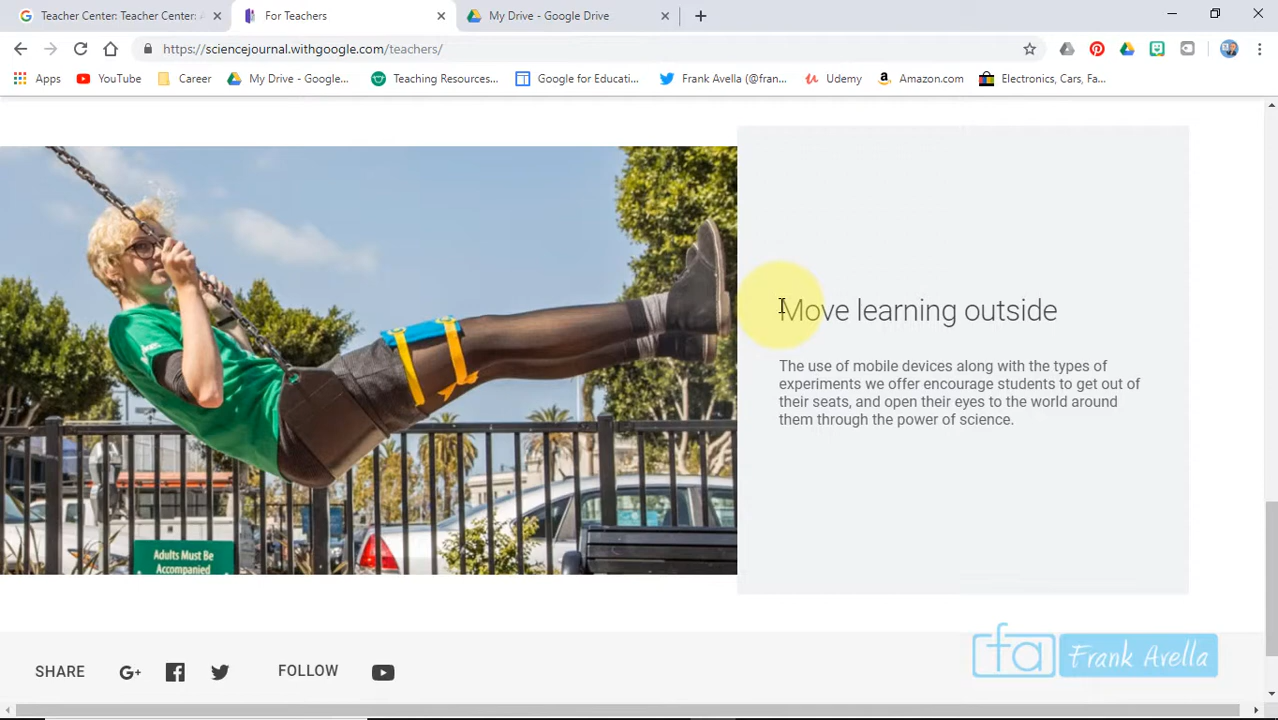 Teacher Center: Teacher Center: A
For Teachers
My Drive - Google Drive
https://sciencejournal.withgoogle.com/teachers/
Apps
YouTube
Career
My Drive - Google...
Teaching Resources...
Google for Educati...
Frank Avella (@fran...
Udemy
Amazon.com
Electronics, Cars, Fa...
Move learning outside
The use of mobile devices along with the types of
experiments we offer encourage students to get out of
their seats, and open their eyes to the world around
them through the power of science.
Adults Must Be
Accompanied
SHARE
G+
FOLLOW
fa Frank Avella